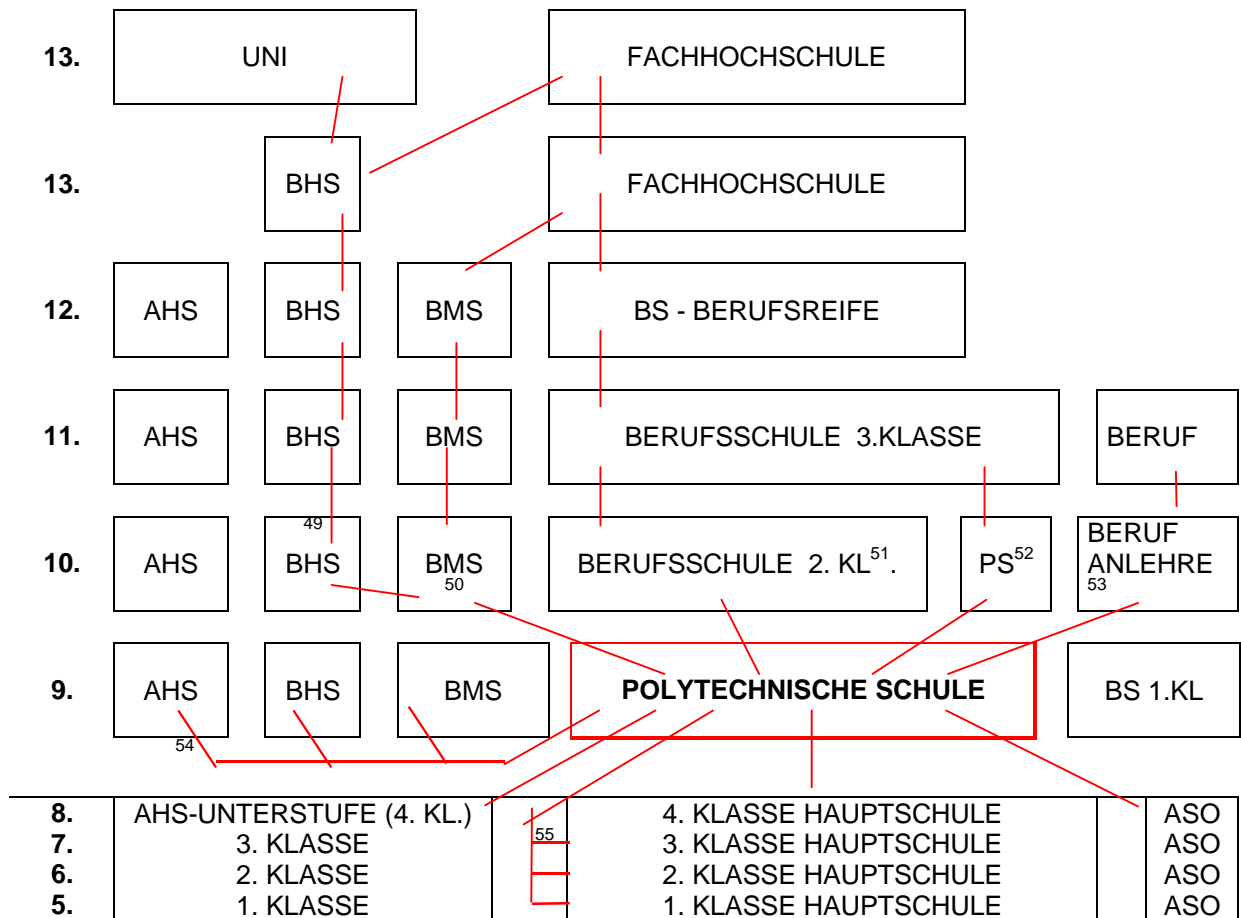 13. UNI FACHHOCHSCHULE
13. BHS FACHHOCHSCHULE
12. AHS BHS BMS BS - BERUFSREIFE
11. AHS BHS BMS BERUFSSCHULE 3.KLASSE BERUF
10. AHS 49 BHS BMS 50 BERUFSSCHULE 2. KL51. PS52 BERUF
ANLEHRE
53
9. AHS BHS BMS POLYTECHNISCHE SCHULE BS 1.KL
54
8. AHS-UNTERSTUFE (4. KL.) 4. KLASSE HAUPTSCHULE ASO
7. 3. KLASSE 55 3. KLASSE HAUPTSCHULE ASO
6. 2. KLASSE 2. KLASSE HAUPTSCHULE ASO
5. 1. KLASSE 1. KLASSE HAUPTSCHULE ASO